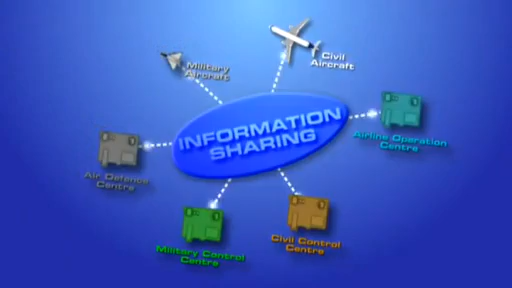 Military
Aircraft
Civil
Aircraft
INFORMATION
SHARING
Airline Operation
Centre
Air Defence
Centre
Military Control
Centre
Civil Control
Centre